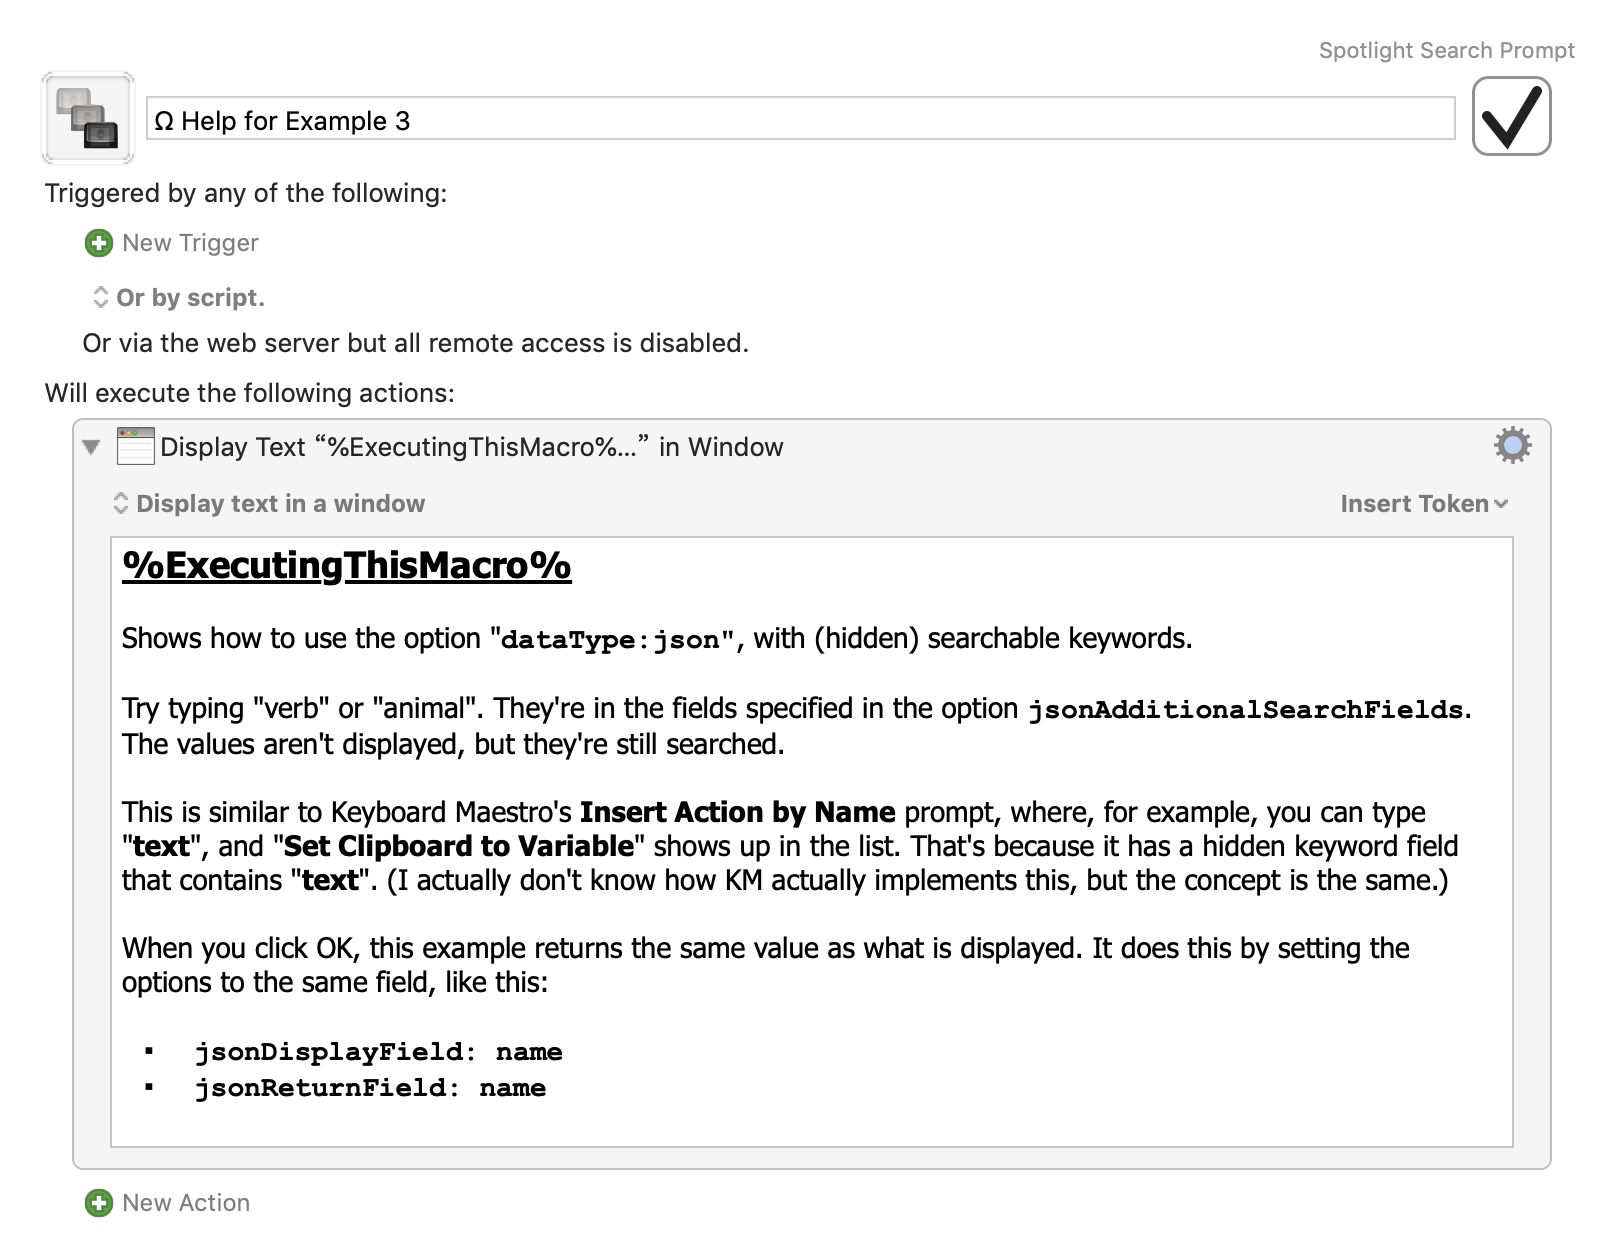 Spotlight Search Prompt
Ω Help for Example 3
Triggered by any of the following:
New Trigger
Or by script.
Or via the web server but all remote access is disabled.
Will execute the following actions:
Display Text “%ExecutingThisMacro%…” in Window
Display text in a window
Insert Token
%ExecutingThisMacro%
Shows how to use the option "dataType:json", with (hidden) searchable keywords.
Try typing "verb" or "animal". They're in the fields specified in the option jsonAdditionalSearchFields.
The values aren't displayed, but they're still searched.
This is similar to Keyboard Maestro's Insert Action by Name prompt, where, for example, you can type
"text", and "Set Clipboard to Variable" shows up in the list. That's because it has a hidden keyword field
that contains "text". (I actually don't know how KM actually implements this, but the concept is the same.)
When you click OK, this example returns the same value as what is displayed. It does this by setting the
options to the same field, like this:
▪ jsonDisplayField: name
▪ jsonReturnField: name
New Action